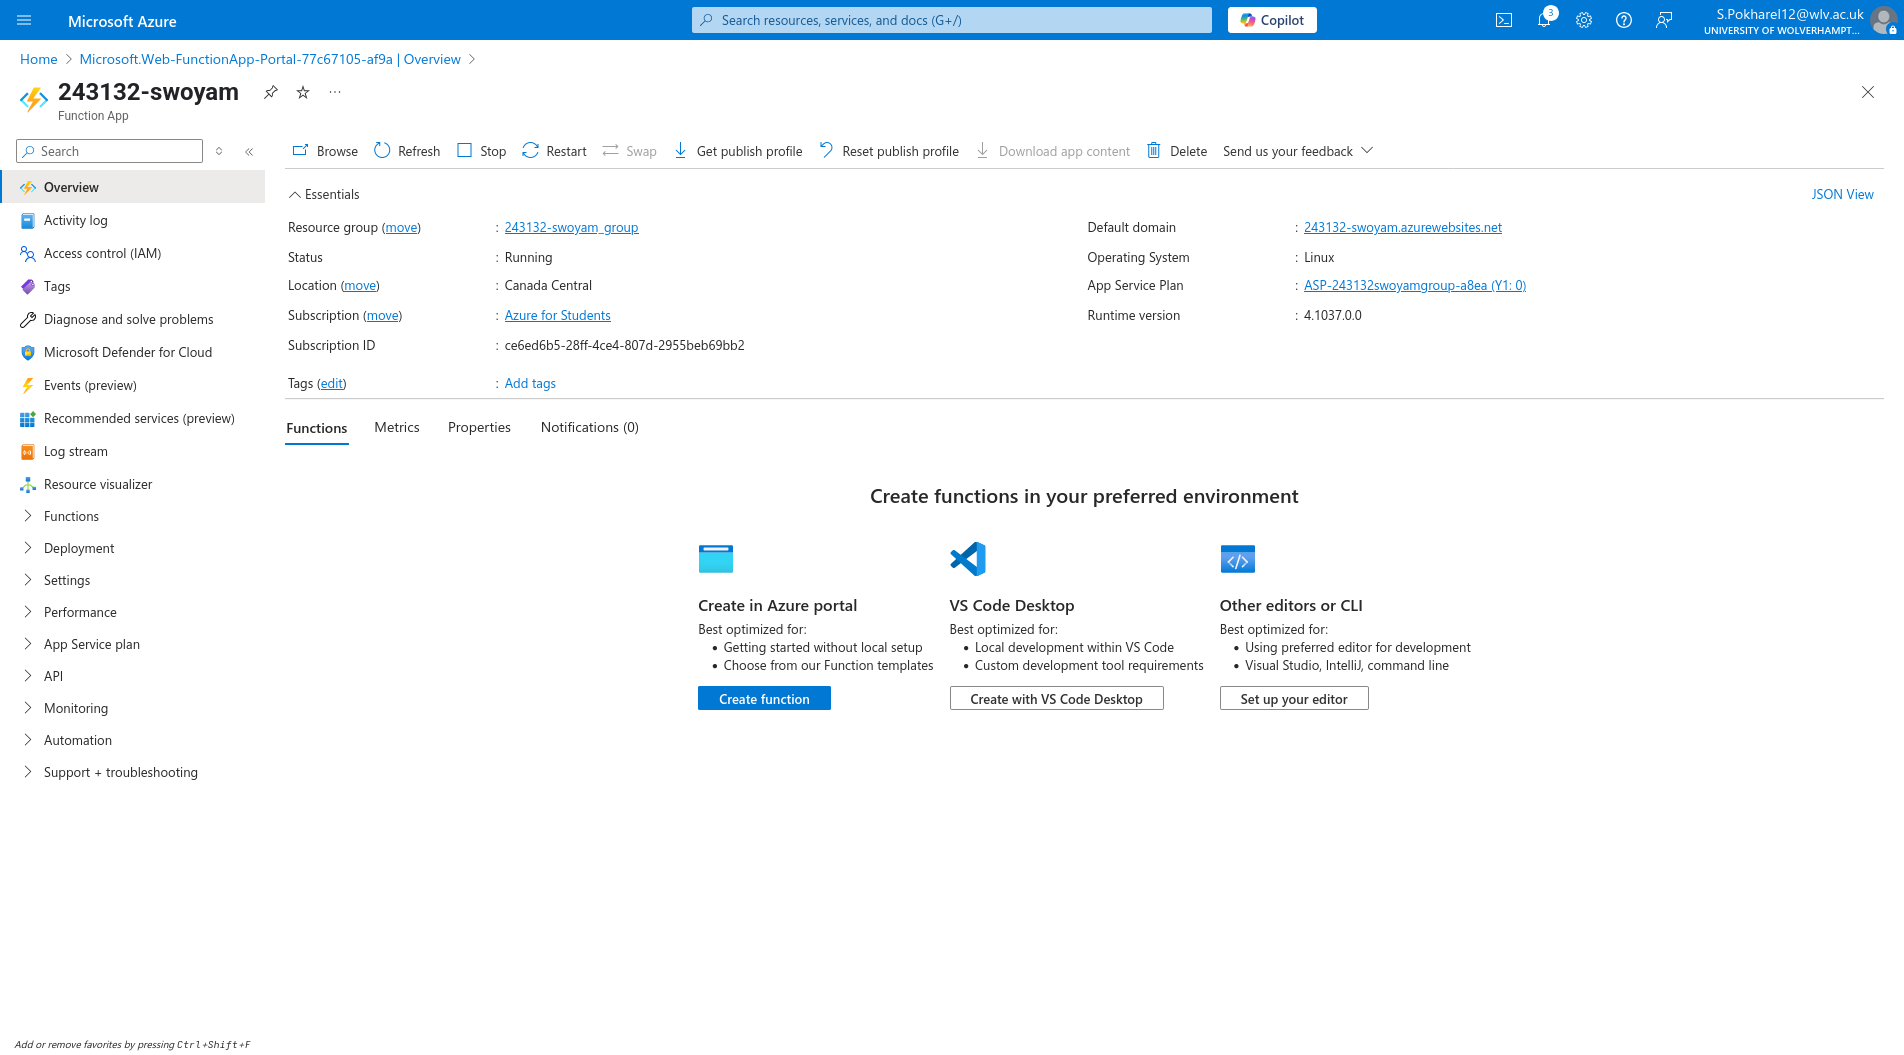 Microsoft Azure
Search resources, services, and docs (G+/)
Copilot
3
S.Pokharel12@wlv.ac.uk
UNIVERSITY OF WOLVERHAMPT...
Home
Microsoft.Web-FunctionApp-Portal-77c67105-af9a | Overview
243132-swoyam
Function App
Search
Overview
Activity log
Access control (IAM)
Tags
Diagnose and solve problems
Microsoft Defender for Cloud
Events (preview)
Recommended services (preview)
Log stream
Resource visualizer
Functions
Deployment
Settings
Performance
App Service plan
API
Monitoring
Automation
Support + troubleshooting
Add or remove favorites by pressing Ctrl+Shift+F
Browse Refresh Stop Restart Swap Get publish profile Reset publish profile Download app content Delete Send us your feedback
Essentials
JSON View
Resource group (move) : 243132-swoyam_group
Status : Running
Location (move) : Canada Central
Subscription (move) : Azure for Students
Subscription ID : ce6ed6b5-28ff-4ce4-807d-2955beb69bb2
Tags (edit) : Add tags
Default domain : 243132-swoyam.azurewebsites.net
Operating System : Linux
App Service Plan : ASP-243132swoyamgroup-a8ea (Y1: 0)
Runtime version : 4.1037.0.0
Functions Metrics Properties Notifications (0)
Create functions in your preferred environment
Create in Azure portal
Best optimized for:
• Getting started without local setup
• Choose from our Function templates
Create function
VS Code Desktop
Best optimized for:
• Local development within VS Code
• Custom development tool requirements
Create with VS Code Desktop
Other editors or CLI
Best optimized for:
• Using preferred editor for development
• Visual Studio, IntelliJ, command line
Set up your editor